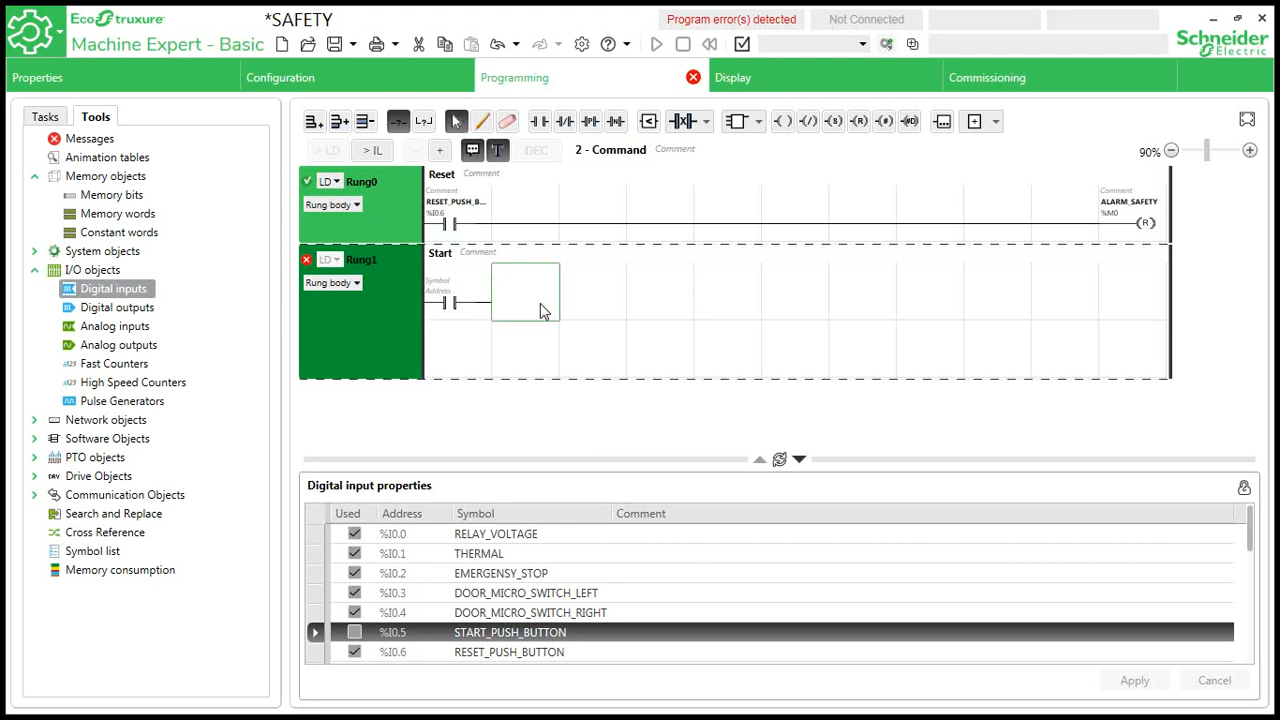 EcoStruxure
Machine Expert - Basic
*SAFETY
Program error(s) detected
Not Connected
Schneider
Electric
Properties
Configuration
Programming
Display
Commissioning
Tasks
Tools
Messages
Animation tables
Memory objects
Memory bits
Memory words
Constant words
System objects
I/O objects
Digital inputs
Digital outputs
Analog inputs
Analog outputs
Fast Counters
High Speed Counters
Pulse Generators
Network objects
Software Objects
PTO objects
Drive Objects
Communication Objects
Search and Replace
Cross Reference
Symbol list
Memory consumption
> LD
> IL
DEC
2 - Command
Comment
90%
LD
Rung0
Rung body
Reset
Comment
Comment
RESET_PUSH_B...
%I0.6
Comment
ALARM_SAFETY
%M0
R
LD
Rung1
Rung body
Start
Comment
Symbol
Address
Digital input properties
Used Address Symbol Comment
%I0.0 RELAY_VOLTAGE
%I0.1 THERMAL
%I0.2 EMERGENSY_STOP
%I0.3 DOOR_MICRO_SWITCH_LEFT
%I0.4 DOOR_MICRO_SWITCH_RIGHT
%I0.5 START_PUSH_BUTTON
%I0.6 RESET_PUSH_BUTTON
Apply
Cancel